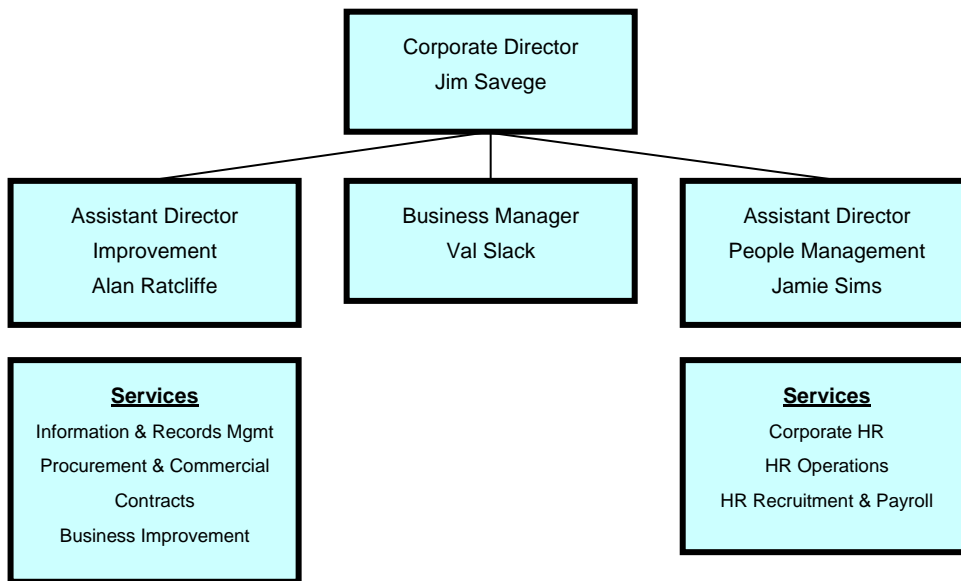 Corporate Director
Jim Savege
Assistant Director
Improvement
Alan Ratcliffe
Business Manager
Val Slack
Assistant Director
People Management
Jamie Sims
Services
Information & Records Mgmt
Procurement & Commercial
Contracts
Business Improvement
Services
Corporate HR
HR Operations
HR Recruitment & Payroll